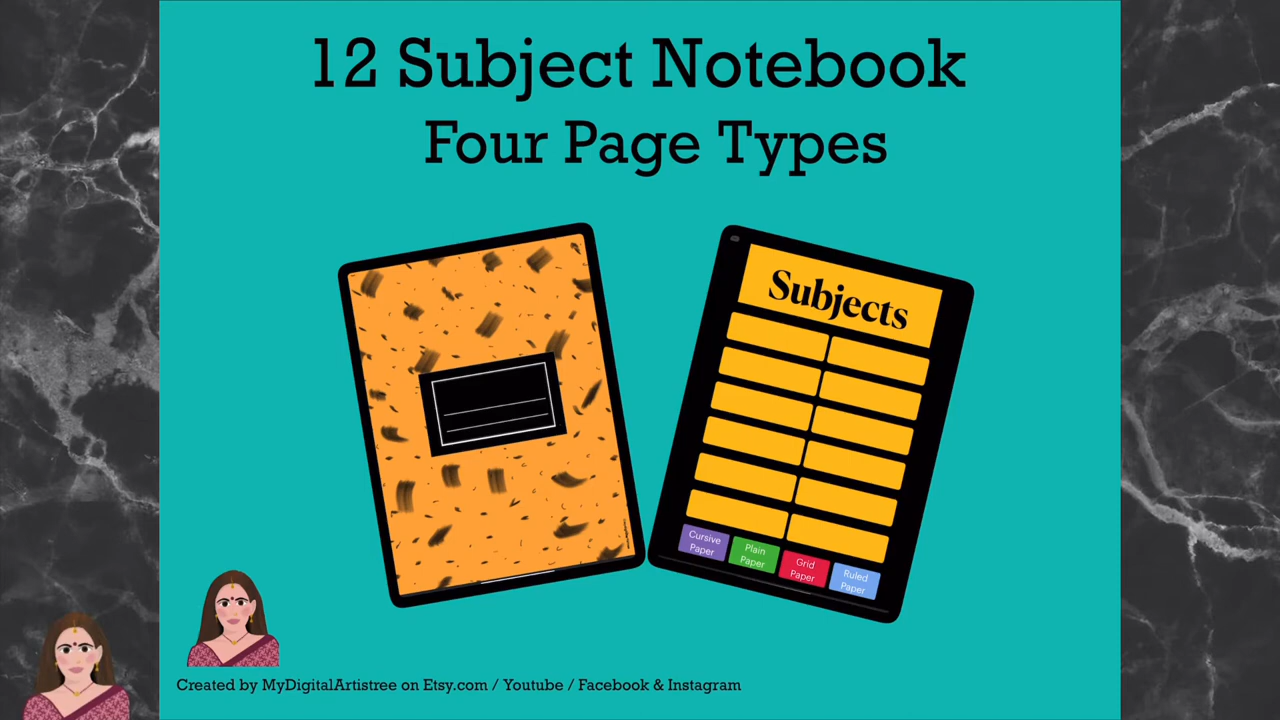 12 Subject Notebook
Four Page Types
Subjects
Cursive
Paper
Plain
Paper
Grid
Paper
Ruled
Paper
Created by MyDigitalArtistree on Etsy.com / Youtube / Facebook & Instagram